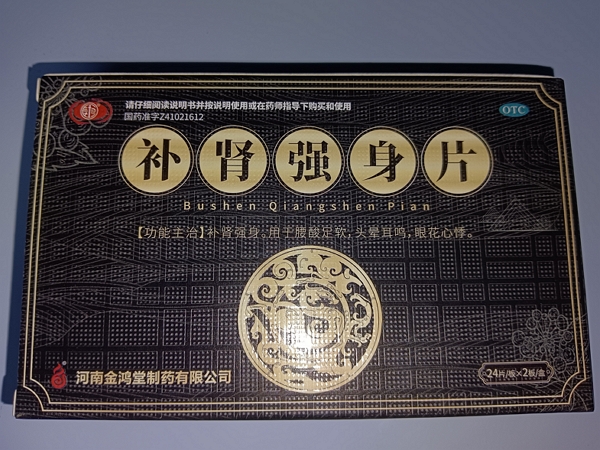 请仔细阅读说明书并按说明使用或在药师指导下购买和使用
国药准字Z41021612
OTC
补肾强身片
Bushen Qiangshen Pian
【功能主治】补肾强身。用于腰酸足软,头晕耳鸣,眼花心悸。
河南金鸿堂制药有限公司
24片/板×2板/盒